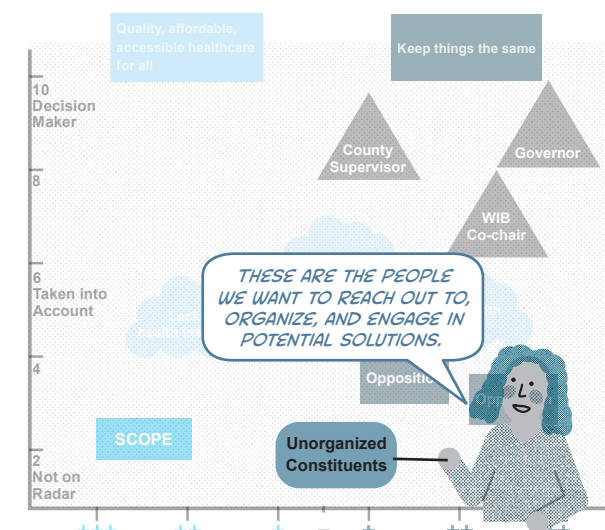 Quality, affordable,
accessible healthcare
for all
Keep things the same
10
Decision
Maker
County
Supervisor
Governor
8
WIB
Co-chair
6
Taken into
Account
THESE ARE THE PEOPLE
WE WANT TO REACH OUT TO,
ORGANIZE, AND ENGAGE IN
POTENTIAL SOLUTIONS.
health
4
SCOPE
Unorganized
Constituents
2
Not on
Radar
+++
++
+
-
+
++
+